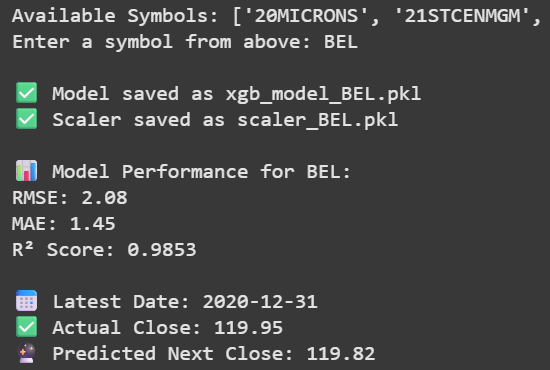 Available Symbols: ['20MICRONS', '21STCENMGM',
Enter a symbol from above: BEL
✅ Model saved as xgb_model_BEL.pkl
✅ Scaler saved as scaler_BEL.pkl
📊 Model Performance for BEL:
RMSE: 2.08
MAE: 1.45
R² Score: 0.9853
📅 Latest Date: 2020-12-31
✅ Actual Close: 119.95
🔮 Predicted Next Close: 119.82